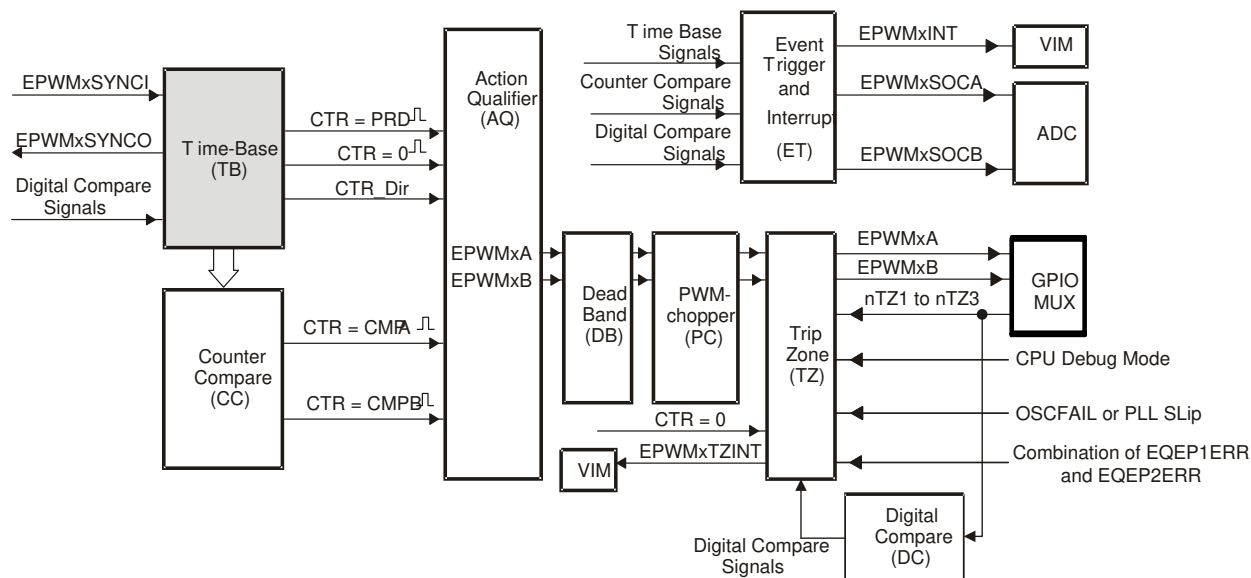 EPWMxSYNCI
EPWMxSYNCO
Digital Compare
Signals
Time-Base
(TB)
CTR = PRD
CTR = 0
CTR_Dir
Counter
Compare
(CC)
CTR = CMPA
CTR = CMPB
Action
Qualifier
(AQ)
EPWMxA
EPWMxB
Time Base
Signals
Counter Compare
Signals
Digital Compare
Signals
Event
Trigger
and
Interrupt
(ET)
EPWMxINT
EPWMxSOCA
EPWMxSOCB
VIM
ADC
Dead
Band
(DB)
PWM-
chopper
(PC)
CTR = 0
EPWMxTZINT
VIM
Trip
Zone
(TZ)
EPWMxA
EPWMxB
nTZ1 to nTZ3
GPIO
MUX
CPU Debug Mode
OSCFAIL or PLL SLip
Combination of EQEP1ERR
and EQEP2ERR
Digital Compare
Signals
Digital
Compare
(DC)